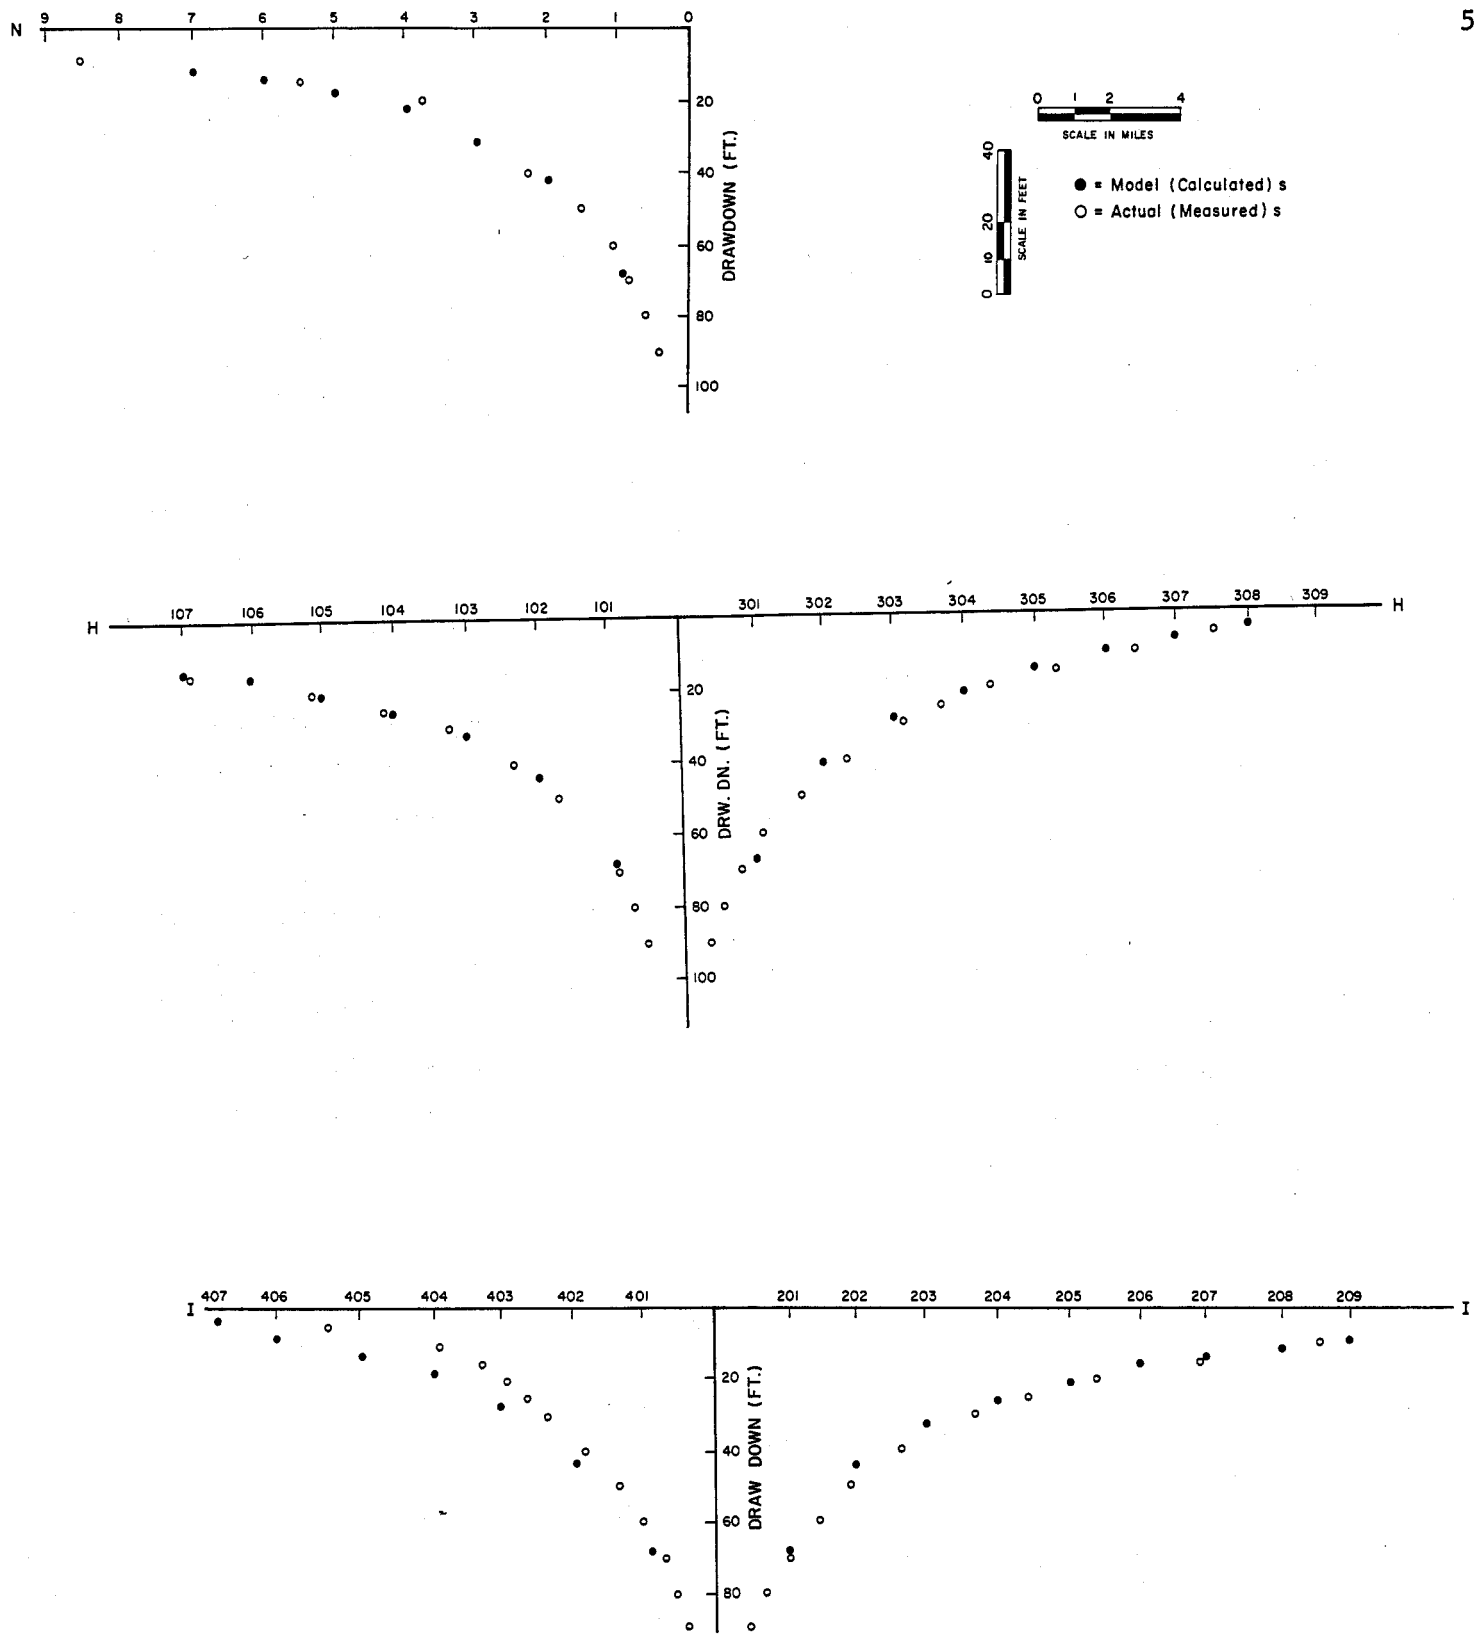 5
N 9 8 7 6 5 4 3 2 1 0
20
40
60
80
100
DRAWDOWN (FT.)
0 1 2 4
SCALE IN MILES
40
20
10
0
SCALE IN FEET
● = Model (Calculated) s
○ = Actual (Measured) s
H 107 106 105 104 103 102 101 301 302 303 304 305 306 307 308 309 H
20
40
60
80
100
DRW. DN. (FT.)
I 407 406 405 404 403 402 401 201 202 203 204 205 206 207 208 209 I
20
40
60
80
DRAW DOWN (FT.)